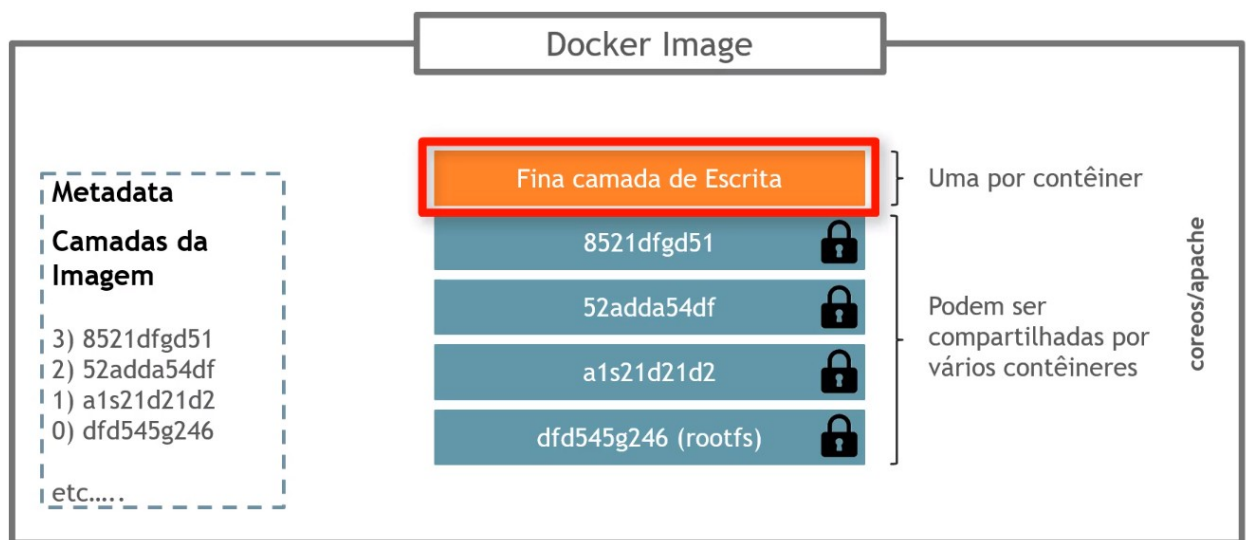 Docker Image
Metadata
Camadas da
Imagem
3) 8521dfgd51
2) 52adda54df
1) a1s21d21d2
0) dfd545g246
etc.....
Fina camada de Escrita
8521dfgd51
52adda54df
a1s21d21d2
dfd545g246 (rootfs)
Uma por contêiner
Podem ser
compartilhadas por
vários contêineres
coreos/apache